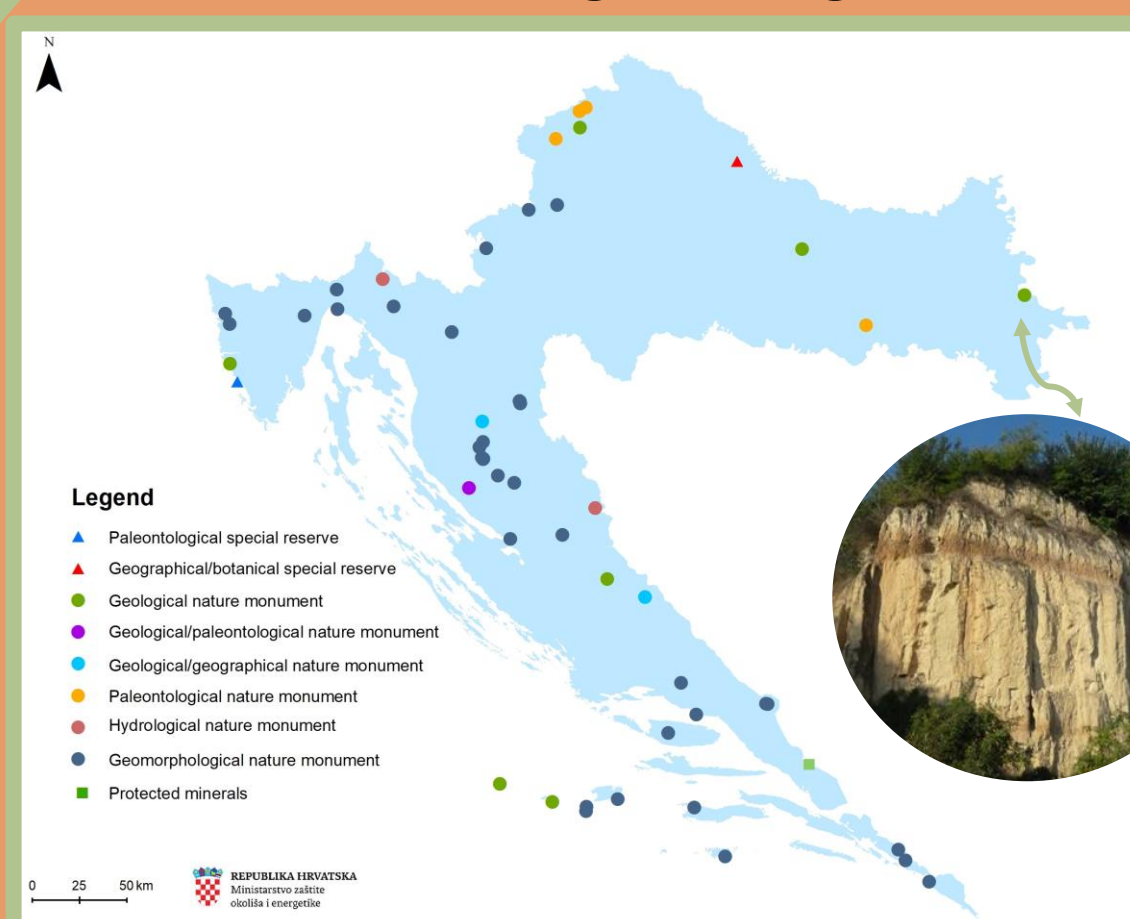 N
Legend
Paleontological special reserve
Geographical/botanical special reserve
Geological nature monument
Geological/paleontological nature monument
Geological/geographical nature monument
Paleontological nature monument
Hydrological nature monument
Geomorphological nature monument
Protected minerals
0 25 50 km
REPUBLIKA HRVATSKA
Ministarstvo zaštite
okoliša i energetike